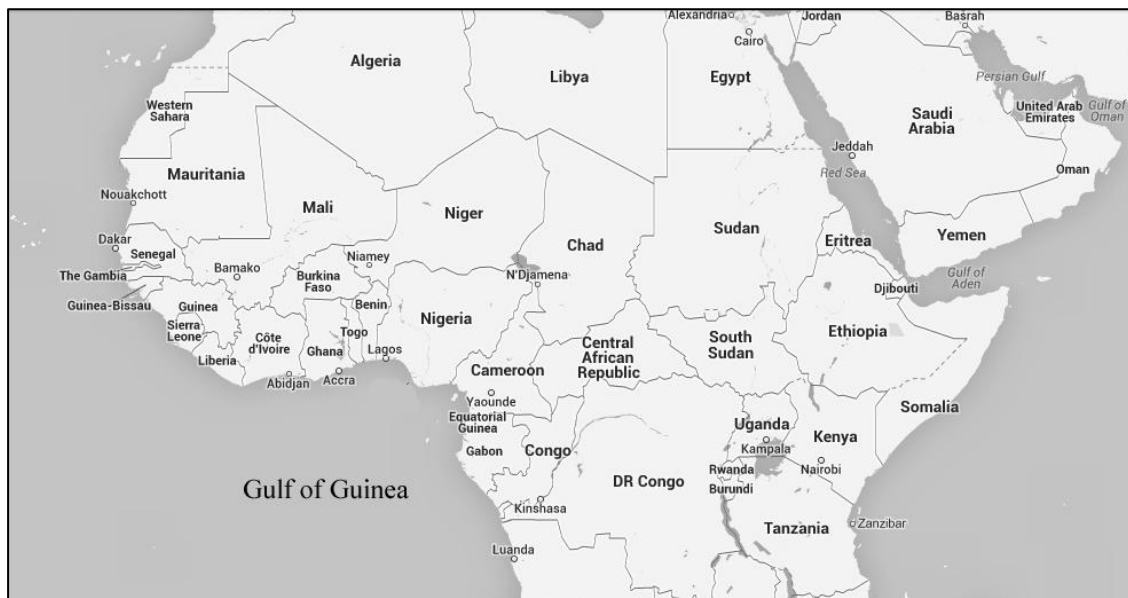 Alexandria
Jordan
Basrah
Cairo
Algeria
Libya
Egypt
Persian Gulf
Western
Sahara
Saudi
Arabia
United Arab
Emirates
Gulf of
Oman
Jeddah
Red Sea
Oman
Mauritania
Nouakchott
Mali
Niger
Chad
Sudan
Eritrea
Yemen
Dakar
Senegal
The Gambia
Bamako
Niamey
Burkina
Faso
N'Djamena
Gulf of
Aden
Djibouti
Guinea-Bissau
Guinea
Benin
Sierra
Leone
Côte
d'Ivoire
Togo
Ghana
Nigeria
Lagos
Liberia
Abidjan
Accra
Cameroon
Central
African
Republic
South
Sudan
Ethiopia
Yaounde
Equatorial
Guinea
Somalia
Gabon
Congo
Uganda
Kampala
Kenya
Nairobi
Rwanda
Burundi
DR Congo
Gulf of Guinea
Kinshasa
Tanzania
Zanzibar
Luanda